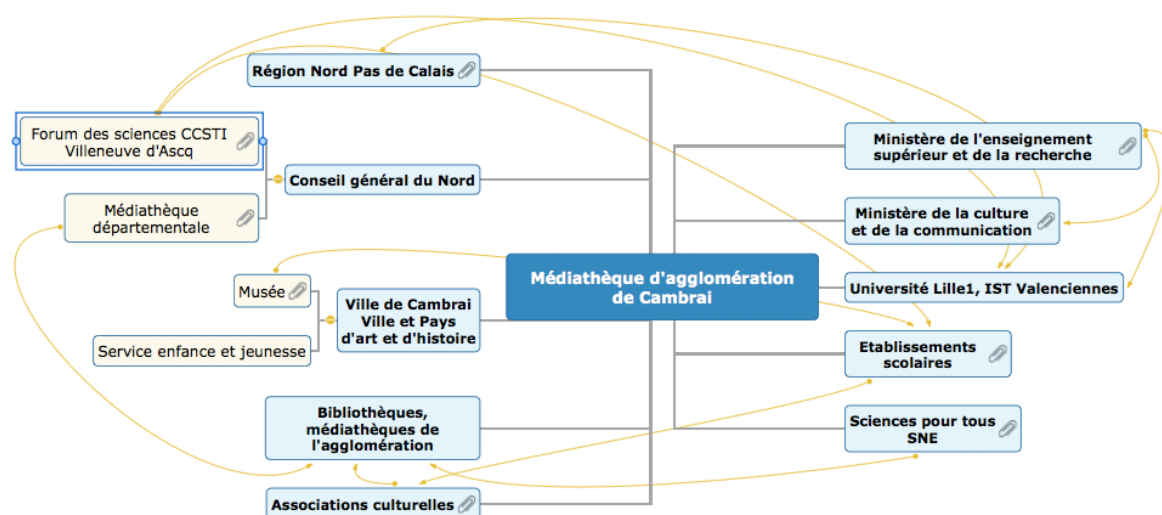 Région Nord Pas de Calais
Forum des sciences CCSTI
Villeneuve d'Ascq
Conseil général du Nord
Médiathèque
départementale
Musée
Ville de Cambrai
Ville et Pays
d'art et d'histoire
Service enfance et jeunesse
Bibliothèques,
médiathèques de
l'agglomération
Associations culturelles
Médiathèque d'agglomération
de Cambrai
Ministère de l'enseignement
supérieur et de la recherche
Ministère de la culture
et de la communication
Université Lille1, IST Valenciennes
Etablissements
scolaires
Sciences pour tous
SNE